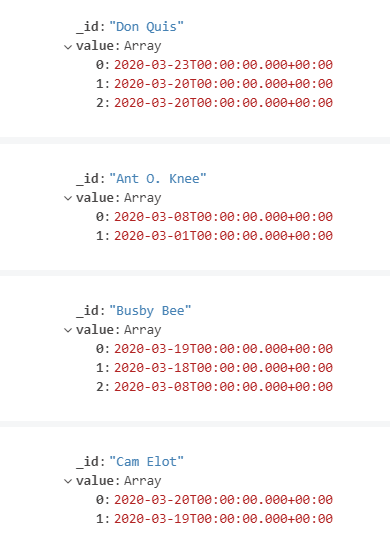 _id: "Don Quis"
value: Array
0: 2020-03-23T00:00:00.000+00:00
1: 2020-03-20T00:00:00.000+00:00
2: 2020-03-20T00:00:00.000+00:00
_id: "Ant O. Knee"
value: Array
0: 2020-03-08T00:00:00.000+00:00
1: 2020-03-01T00:00:00.000+00:00
_id: "Busby Bee"
value: Array
0: 2020-03-19T00:00:00.000+00:00
1: 2020-03-18T00:00:00.000+00:00
2: 2020-03-08T00:00:00.000+00:00
_id: "Cam Elot"
value: Array
0: 2020-03-20T00:00:00.000+00:00
1: 2020-03-19T00:00:00.000+00:00